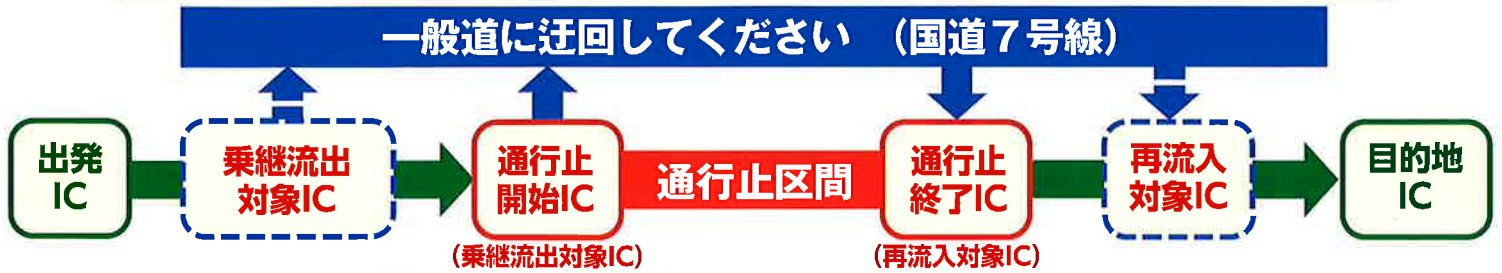 一般道に迂回してください （国道７号線）
出発
IC
乗継流出
対象IC
通行止
開始IC
通行止区間
通行止
終了IC
再流入
対象IC
目的地
IC
（乗継流出対象IC）
（再流入対象IC）